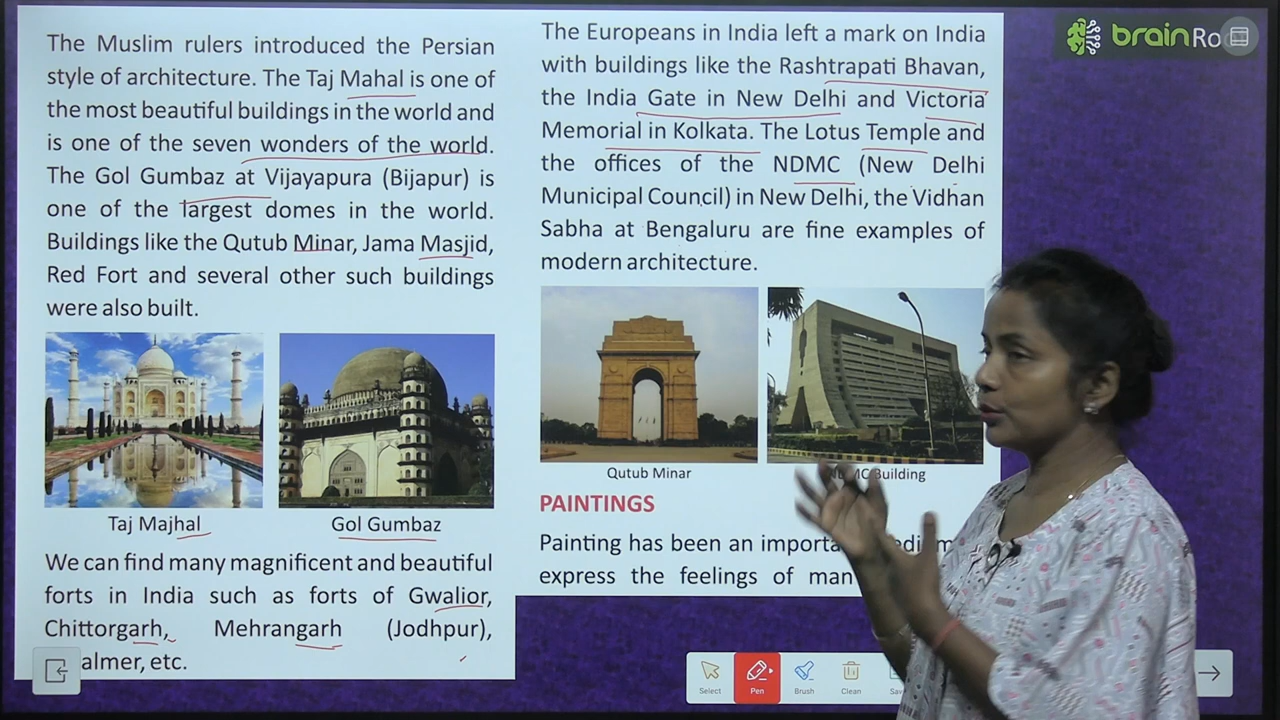 The Muslim rulers introduced the Persian
style of architecture. The Taj Mahal is one of
the most beautiful buildings in the world and
is one of the seven wonders of the world.
The Gol Gumbaz at Vijayapura (Bijapur) is
one of the largest domes in the world.
Buildings like the Qutub Minar, Jama Masjid,
Red Fort and several other such buildings
were also built.
Taj Majhal
Gol Gumbaz
We can find many magnificent and beautiful
forts in India such as forts of Gwalior,
Chittorgarh, Mehrangarh (Jodhpur),
almer, etc.
The Europeans in India left a mark on India
with buildings like the Rashtrapati Bhavan,
the India Gate in New Delhi and Victoria
Memorial in Kolkata. The Lotus Temple and
the offices of the NDMC (New Delhi
Municipal Council) in New Delhi, the Vidhan
Sabha at Bengaluru are fine examples of
modern architecture.
Qutub Minar
Building
PAINTINGS
Painting has been an
express the feelings of man
brain
Select
Pen
Brush
Clean